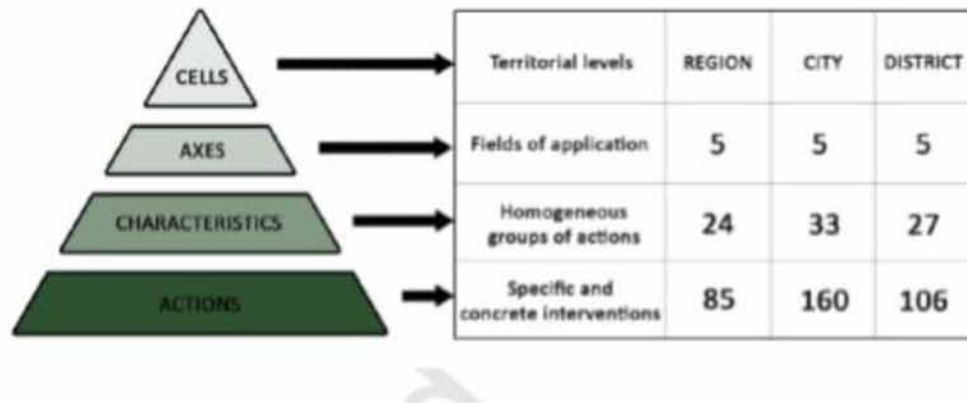 CELLS
Territorial levels REGION CITY DISTRICT
AXES
Fields of application 5 5 5
CHARACTERISTICS
Homogeneous
groups of actions 24 33 27
ACTIONS
Specific and
concrete interventions 85 160 106